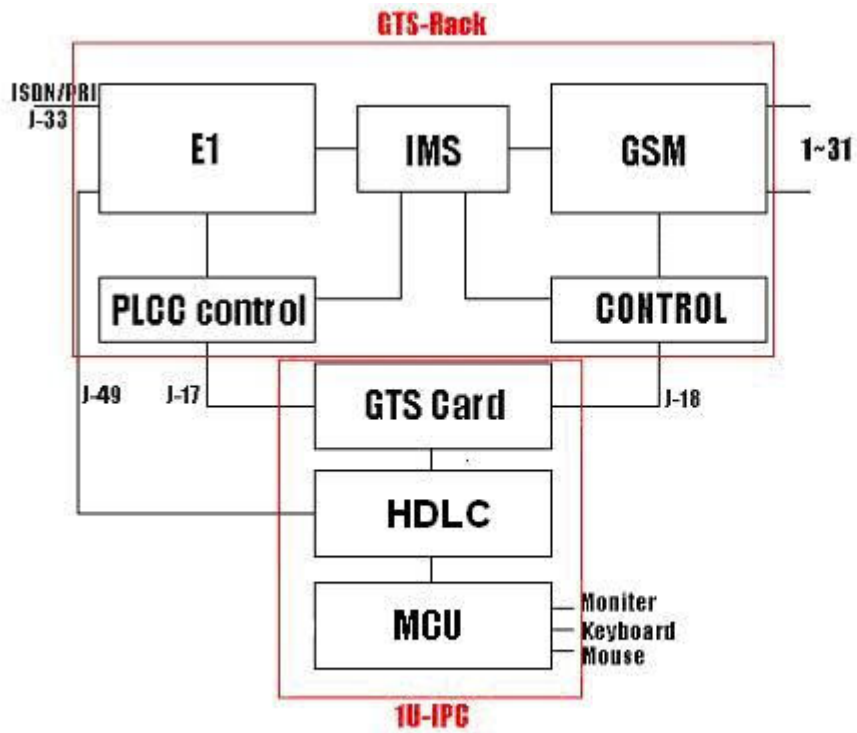 GTS-Rack
ISDN/PRI
J-33
E1
IMS
GSM
1~31
PLCC control
CONTROL
J-49
J-17
GTS Card
J-18
HDLC
MCU
Moniter
Keyboard
Mouse
1U-IPC